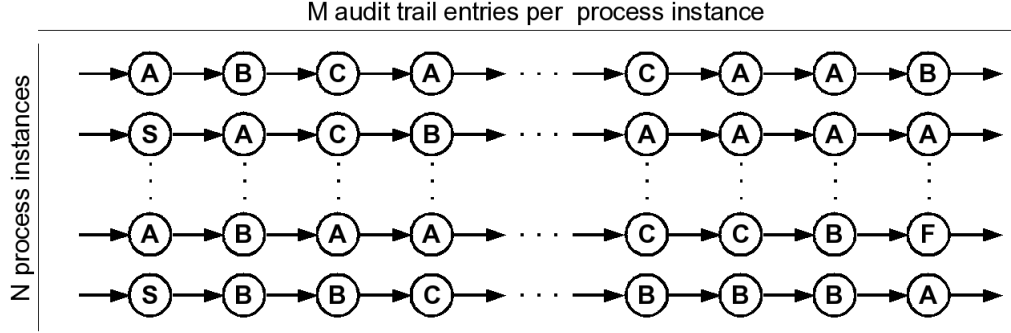 M audit trail entries per process instance
N process instances
A B C A . . . C A A B
S A C B . . . A A A A
A B A A . . . C C B F
S B B C . . . B B B A